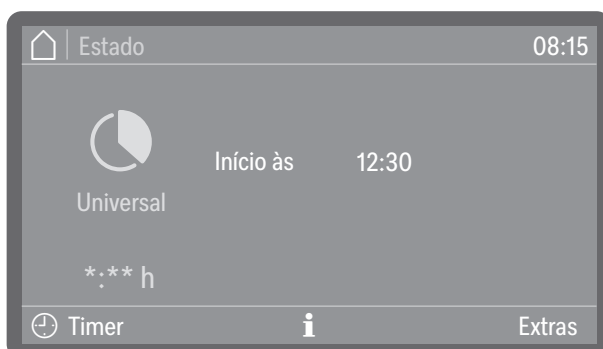 Estado 08:15
Início às 12:30
Universal
*:** h
Timer i Extras